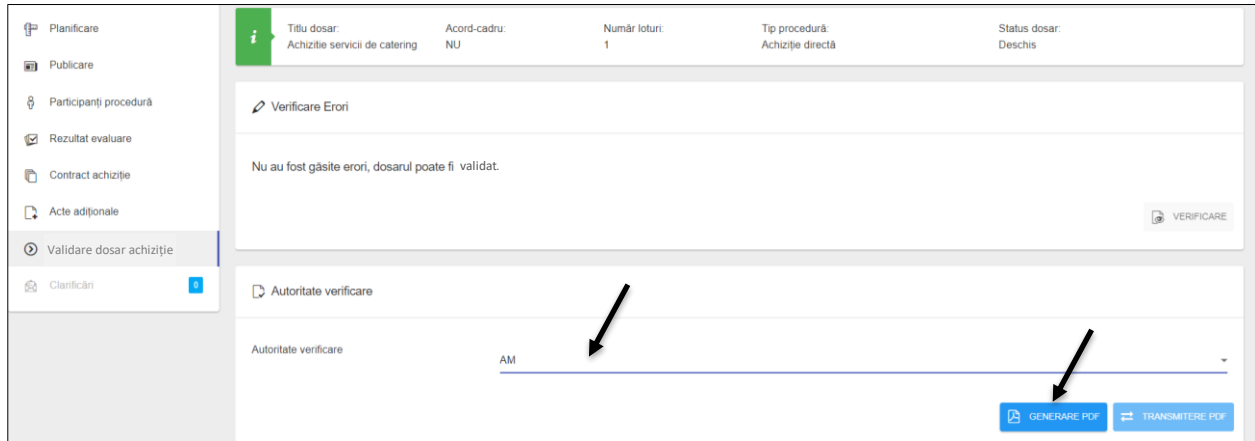 Planificare
Publicare
Participanți procedură
Rezultat evaluare
Contract achiziție
Acte adiționale
Validare dosar achiziție
Clarificări 0
i
Titlu dosar: Acord-cadru: Număr loturi: Tip procedură: Status dosar:
Achizitie servicii de catering NU 1 Achiziție directă Deschis
Verificare Erori
Nu au fost găsite erori, dosarul poate fi validat.
VERIFICARE
Autoritate verificare
Autoritate verificare AM
GENERARE PDF TRANSMITERE PDF